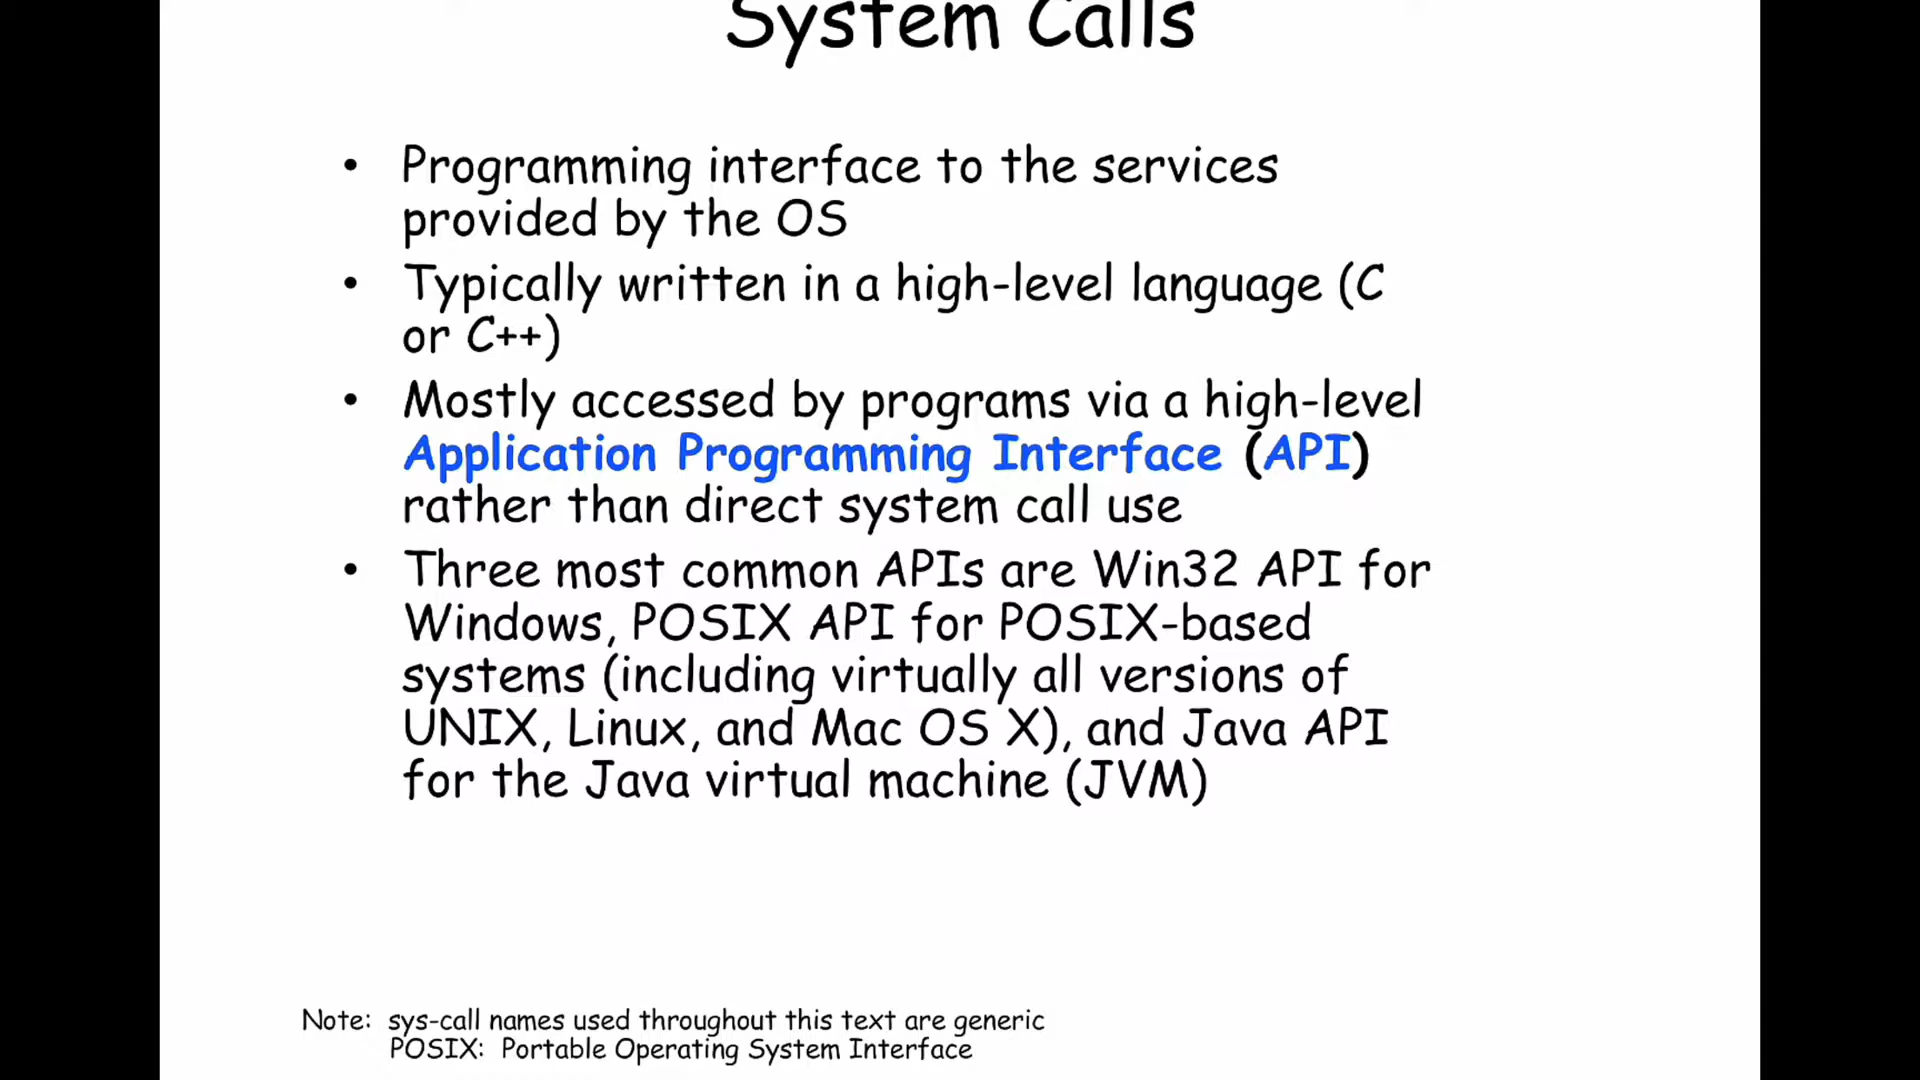 System Calls
• Programming interface to the services
provided by the OS
• Typically written in a high-level language (C
or C++)
• Mostly accessed by programs via a high-level
Application Programming Interface (API)
rather than direct system call use
• Three most common APIs are Win32 API for
Windows, POSIX API for POSIX-based
systems (including virtually all versions of
UNIX, Linux, and Mac OS X), and Java API
for the Java virtual machine (JVM)
Note: sys-call names used throughout this text are generic
POSIX: Portable Operating System Interface